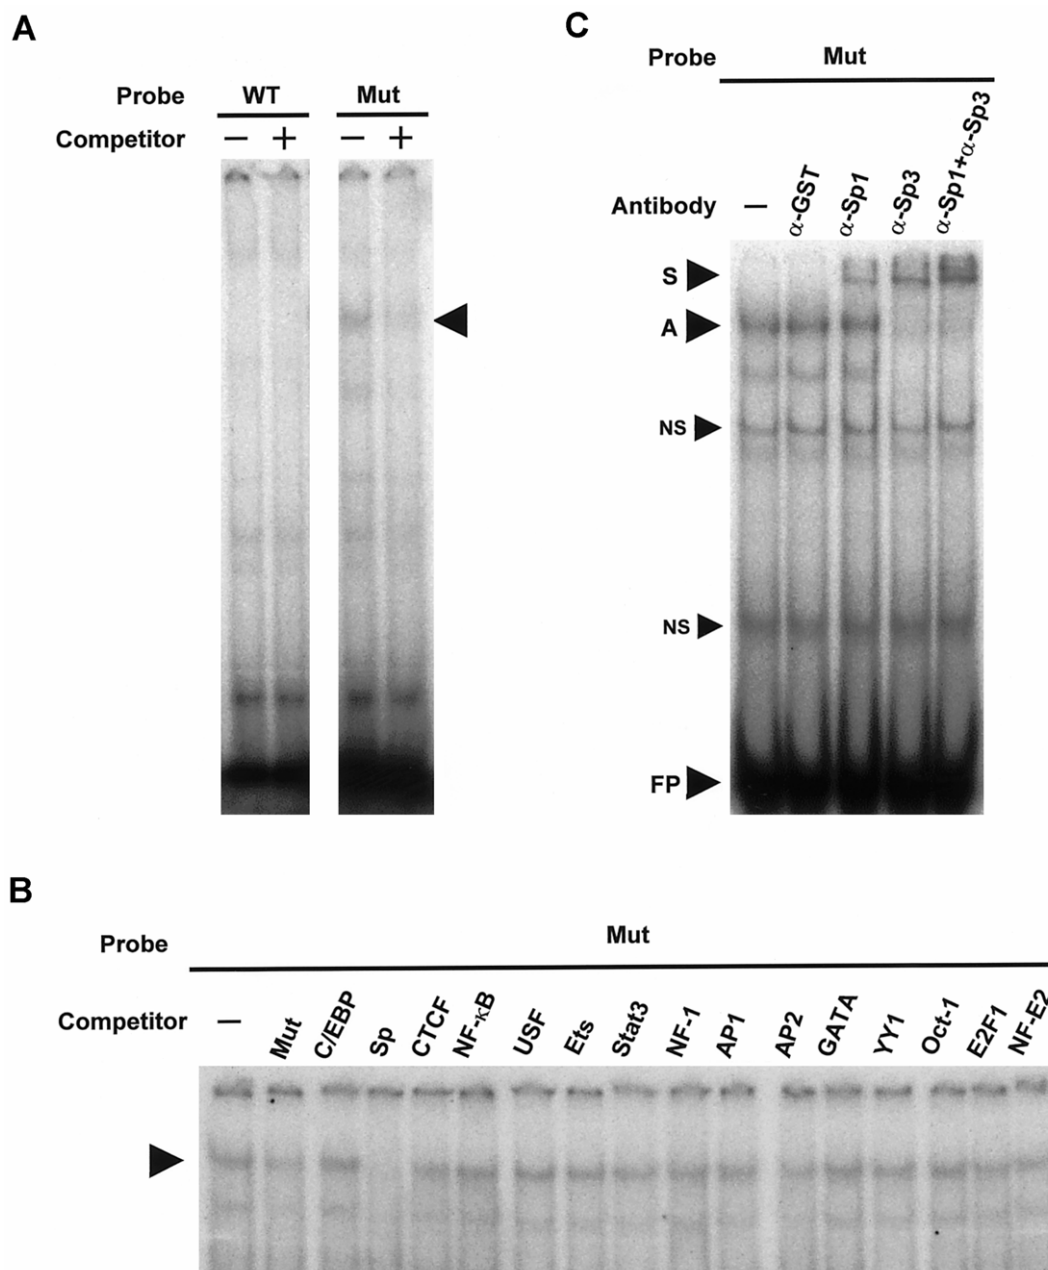 A
Probe WT Mut
Competitor – + – +
C
Probe Mut
Antibody – α-GST α-Sp1 α-Sp3 α-Sp1+α-Sp3
S
A
NS
NS
FP
B
Probe Mut
Competitor – Mut C/EBP Sp CTCF NF-κB USF Ets Stat3 NF-1 AP1 AP2 GATA YY1 Oct-1 E2F1 NF-E2